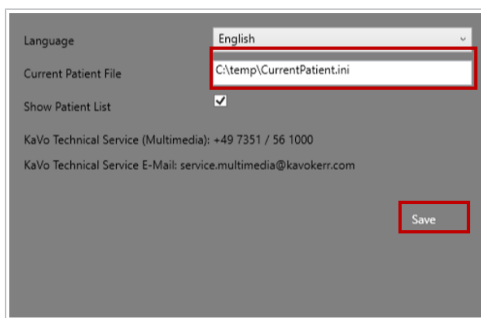 Language English
Current Patient File C:\temp\CurrentPatient.ini
Show Patient List
KaVo Technical Service (Multimedia): +49 7351 / 56 1000
KaVo Technical Service E-Mail: service.multimedia@kavokerr.com
Save